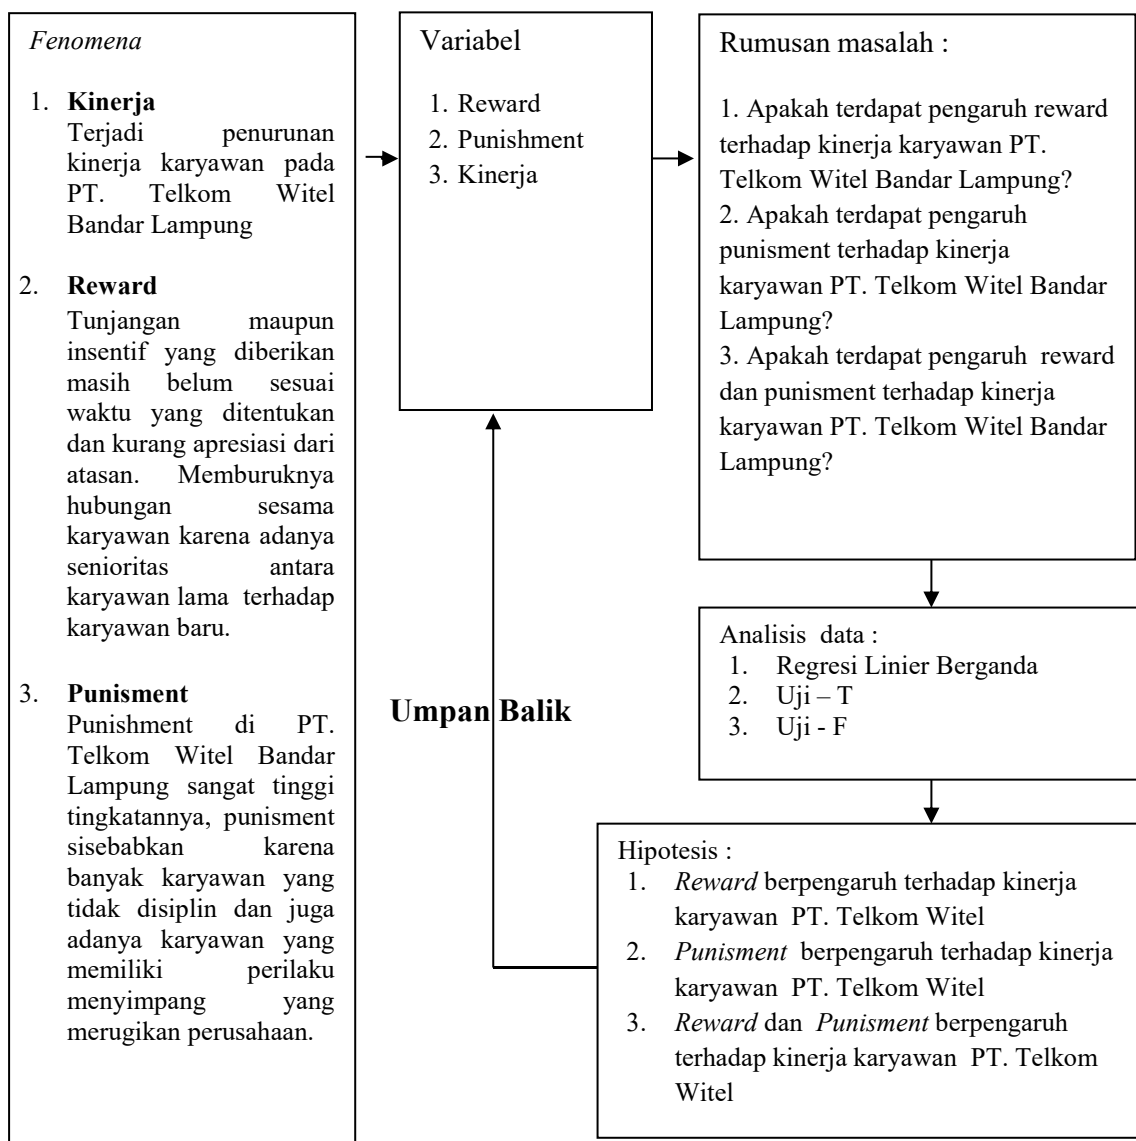 Fenomena
1. Kinerja
Terjadi penurunan
kinerja karyawan pada
PT. Telkom Witel
Bandar Lampung
2. Reward
Tunjangan maupun
insentif yang diberikan
masih belum sesuai
waktu yang ditentukan
dan kurang apresiasi dari
atasan. Memburuknya
hubungan sesama
karyawan karena adanya
senioritas antara
karyawan lama terhadap
karyawan baru.
3. Punisment
Punishment di PT.
Telkom Witel Bandar
Lampung sangat tinggi
tingkatannya, punisment
sisebabkan karena
banyak karyawan yang
tidak disiplin dan juga
adanya karyawan yang
memiliki perilaku
menyimpang yang
merugikan perusahaan.
Variabel
1. Reward
2. Punishment
3. Kinerja
Rumusan masalah :
1. Apakah terdapat pengaruh reward
terhadap kinerja karyawan PT.
Telkom Witel Bandar Lampung?
2. Apakah terdapat pengaruh
punisment terhadap kinerja
karyawan PT. Telkom Witel Bandar
Lampung?
3. Apakah terdapat pengaruh reward
dan punisment terhadap kinerja
karyawan PT. Telkom Witel Bandar
Lampung?
Analisis data :
1. Regresi Linier Berganda
2. Uji – T
3. Uji - F
Umpan Balik
Hipotesis :
1. Reward berpengaruh terhadap kinerja
karyawan PT. Telkom Witel
2. Punisment berpengaruh terhadap kinerja
karyawan PT. Telkom Witel
3. Reward dan Punisment berpengaruh
terhadap kinerja karyawan PT. Telkom
Witel